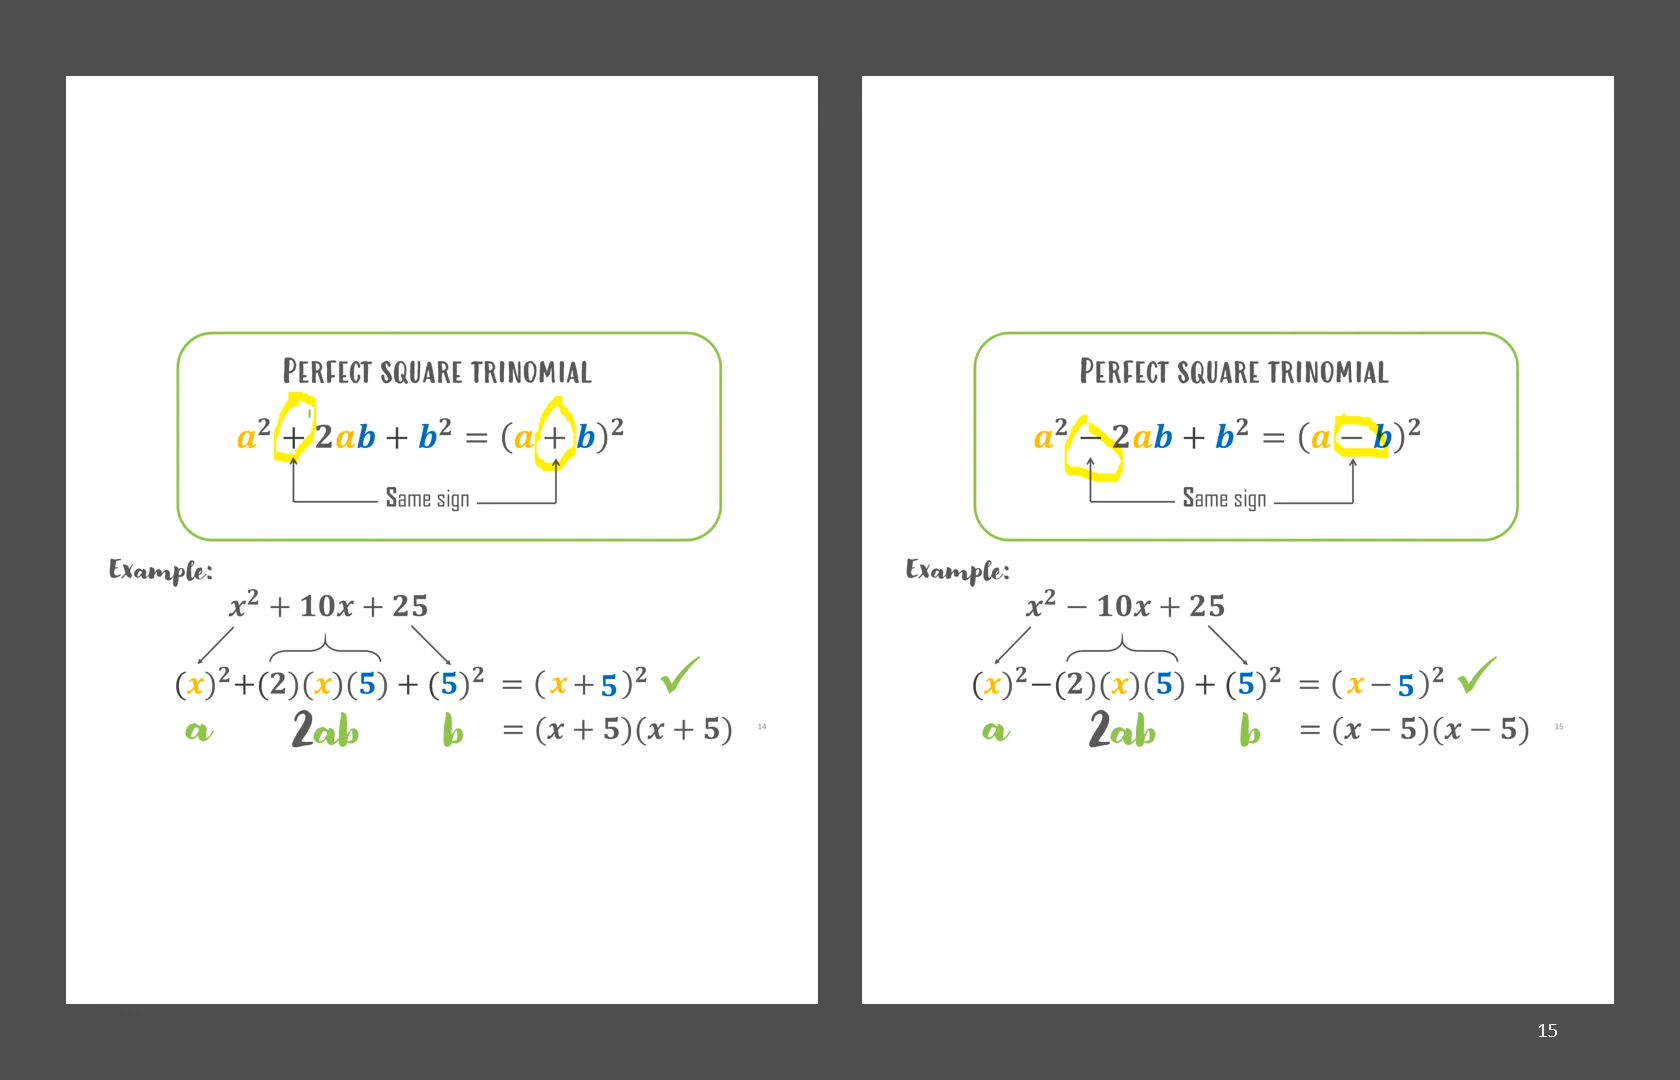 PERFECT SQUARE TRINOMIAL
a² + 2ab + b² = (a + b)²
Same sign
Example:
x² + 10x + 25
(x)²+(2)(x)(5) + (5)² = (x+5)² ✓
a 2ab b = (x + 5)(x + 5) 14
PERFECT SQUARE TRINOMIAL
a² − 2ab + b² = (a − b)²
Same sign
Example:
x² − 10x + 25
(x)²−(2)(x)(5) + (5)² = (x−5)² ✓
a 2ab b = (x − 5)(x − 5) 15
15